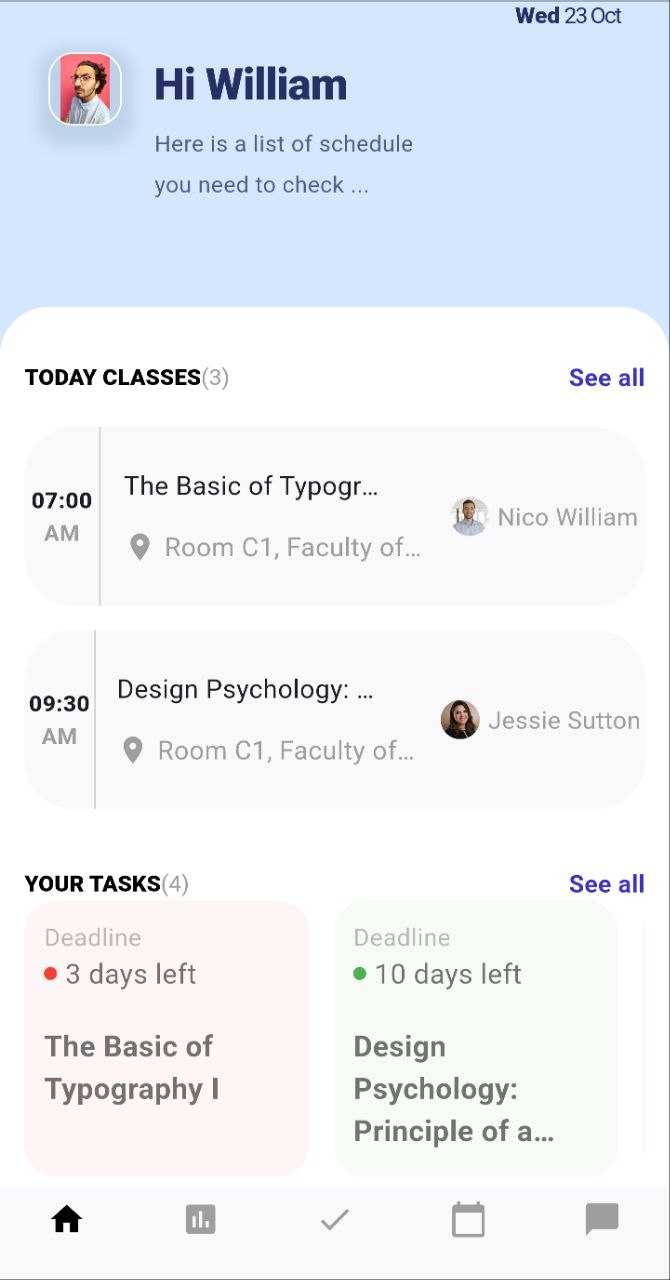 Wed 23 Oct
Hi William
Here is a list of schedule
you need to check ...
TODAY CLASSES(3) See all
07:00
AM
The Basic of Typogr...
Room C1, Faculty of...
Nico William
09:30
AM
Design Psychology: ...
Room C1, Faculty of...
Jessie Sutton
YOUR TASKS(4) See all
Deadline
3 days left
The Basic of
Typography I
Deadline
10 days left
Design
Psychology:
Principle of a...